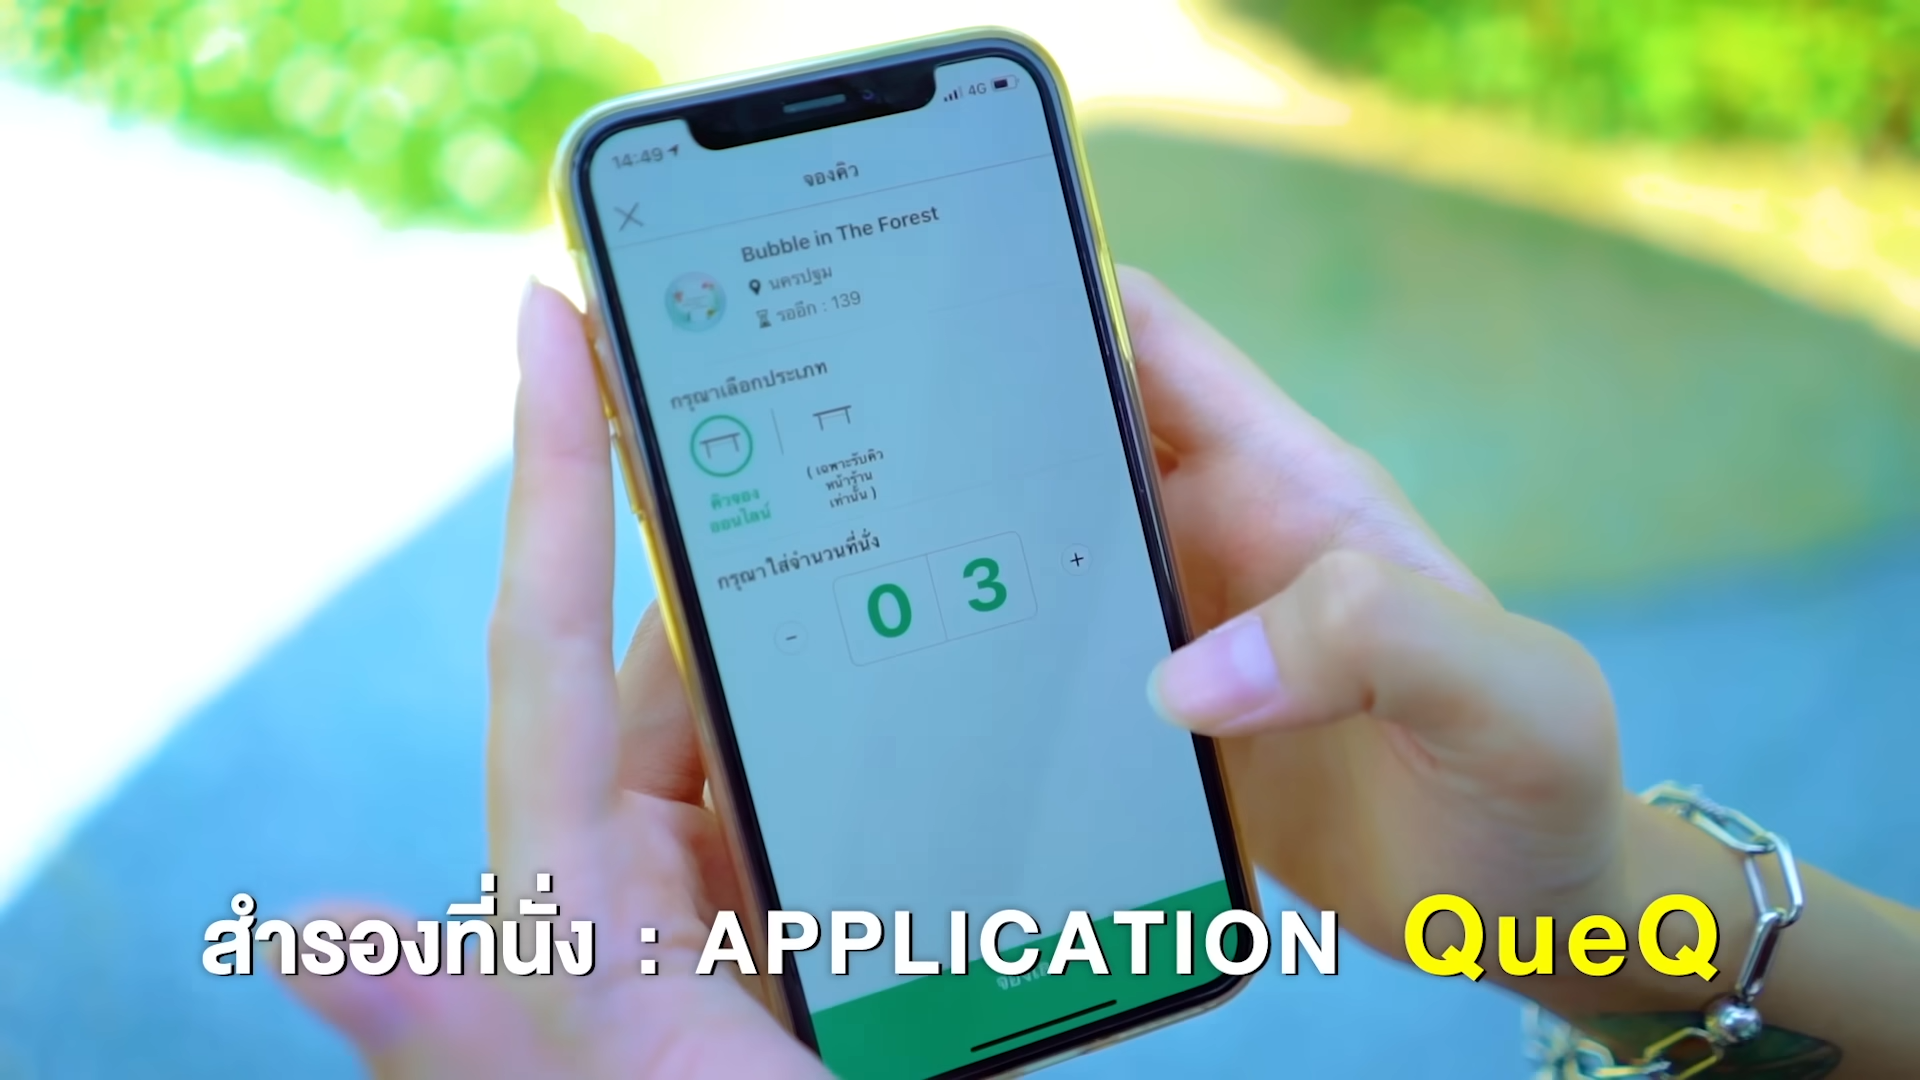 14:49
4G
จองคิว
Bubble in The Forest
นครปฐม
รออีก : 139
กรุณาเลือกประเภท
คิวจอง
ออนไลน์
( เฉพาะรับคิว
หน้าร้าน
เท่านั้น )
กรุณาใส่จำนวนที่นั่ง
- 03 +
สำรองที่นั่ง : APPLICATION QueQ